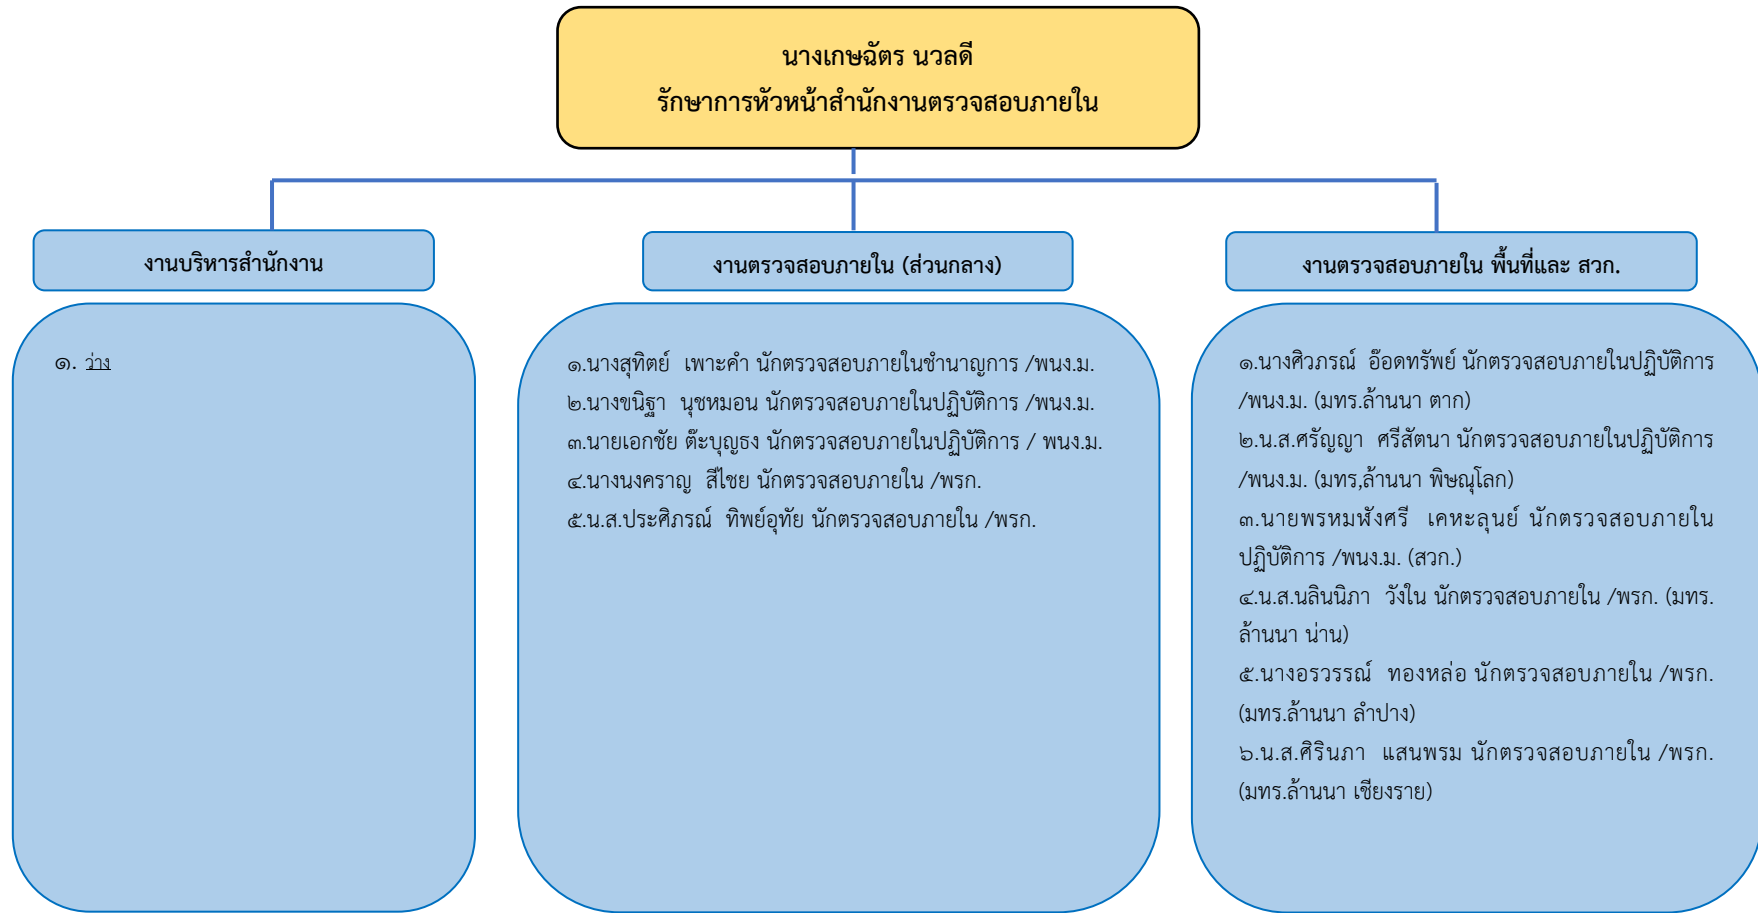 นางเกษฉัตร นวลดี
รักษาการหัวหน้าสำนักงานตรวจสอบภายใน
งานบริหารสำนักงาน
๑. ว่าง
งานตรวจสอบภายใน (ส่วนกลาง)
๑.นางสุทิตย์ เพาะคำ นักตรวจสอบภายในชำนาญการ /พนง.ม.
๒.นางขนิฐา นุชหมอน นักตรวจสอบภายในปฏิบัติการ /พนง.ม.
๓.นายเอกชัย ต๊ะบุญธง นักตรวจสอบภายในปฏิบัติการ / พนง.ม.
๔.นางนงคราญ สีไชย นักตรวจสอบภายใน /พรก.
๕.น.ส.ประศิภรณ์ ทิพย์อุทัย นักตรวจสอบภายใน /พรก.
งานตรวจสอบภายใน พื้นที่และ สวก.
๑.นางศิวภรณ์ อ๊อดทรัพย์ นักตรวจสอบภายในปฏิบัติการ
/พนง.ม. (มทร.ล้านนา ตาก)
๒.น.ส.ศรัญญา ศรีสัตนา นักตรวจสอบภายในปฏิบัติการ
/พนง.ม. (มทร,ล้านนา พิษณุโลก)
๓.นายพรหมพังศรี เคหะลุนย์ นักตรวจสอบภายใน
ปฏิบัติการ /พนง.ม. (สวก.)
๔.น.ส.นลินนิภา วังใน นักตรวจสอบภายใน /พรก. (มทร.
ล้านนา น่าน)
๕.นางอรวรรณ์ ทองหล่อ นักตรวจสอบภายใน /พรก.
(มทร.ล้านนา ลำปาง)
๖.น.ส.ศิรินภา แสนพรม นักตรวจสอบภายใน /พรก.
(มทร.ล้านนา เชียงราย)